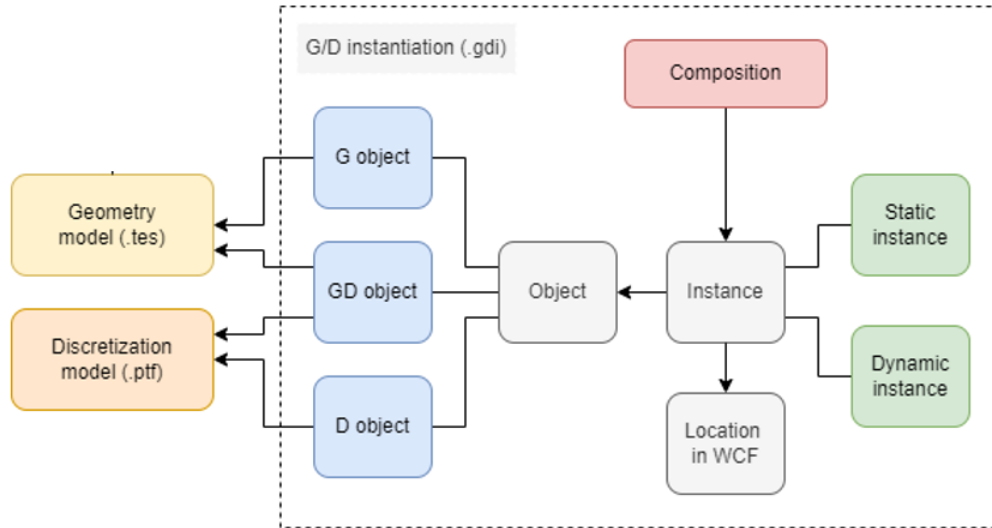 G/D instantiation (.gdi)
Composition
G object
Geometry
model (.tes)
Static
instance
GD object
Object
Instance
Discretization
model (.ptf)
Dynamic
instance
D object
Location
in WCF